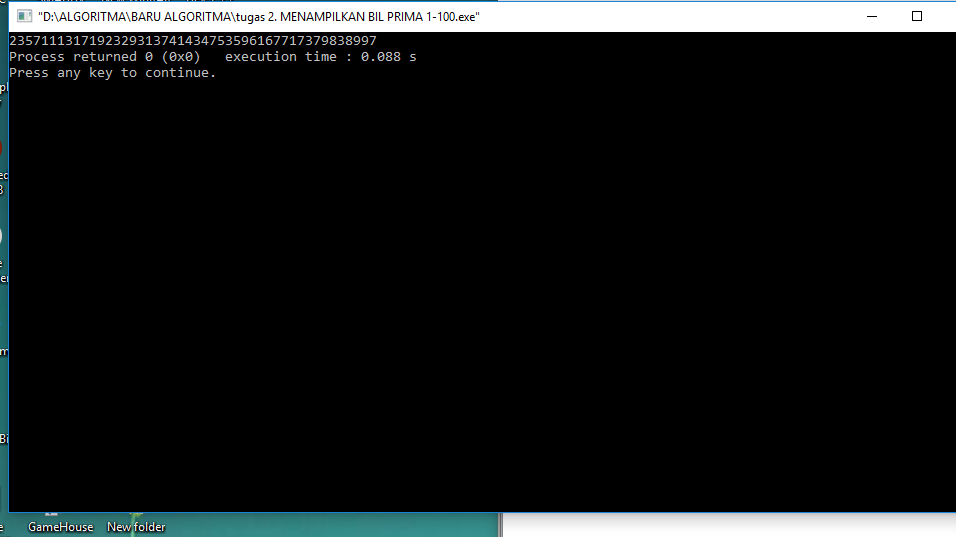 "D:\ALGORITMA\BARU ALGORITMA\tugas 2. MENAMPILKAN BIL PRIMA 1-100.exe"
2357111317192329313741434753596167717379838997
Process returned 0 (0x0)   execution time : 0.088 s
Press any key to continue.
GameHouse
New folder